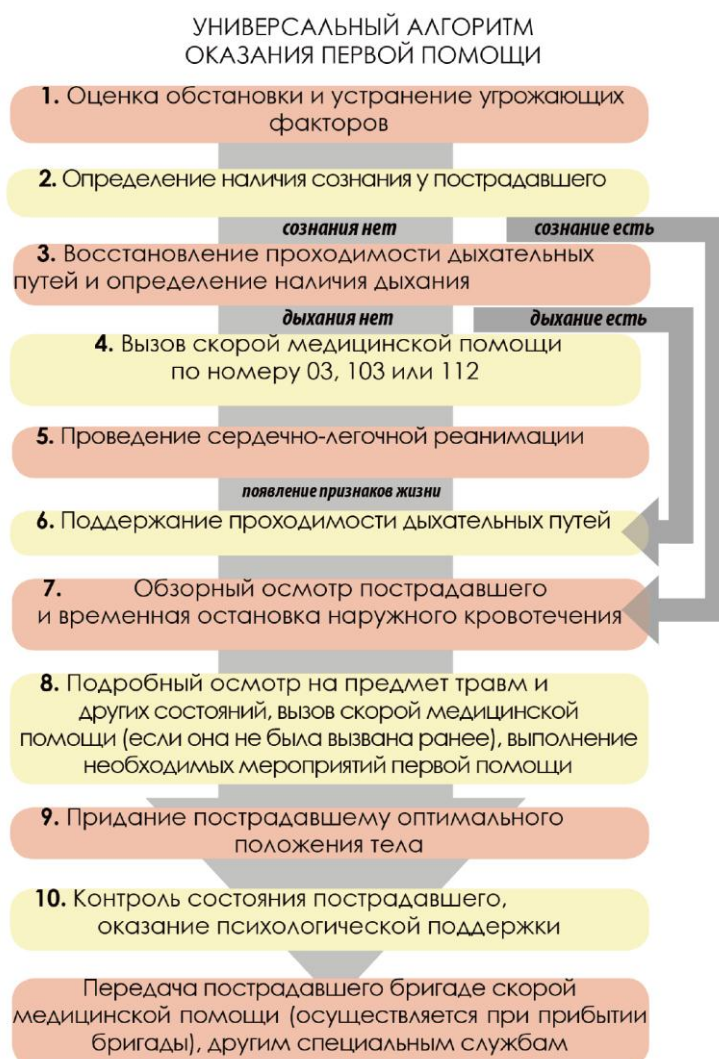 УНИВЕРСАЛЬНЫЙ АЛГОРИТМ
ОКАЗАНИЯ ПЕРВОЙ ПОМОЩИ
1. Оценка обстановки и устранение угрожающих
факторов
2. Определение наличия сознания у пострадавшего
сознания нет
сознание есть
3. Восстановление проходимости дыхательных
путей и определение наличия дыхания
дыхания нет
дыхание есть
4. Вызов скорой медицинской помощи
по номеру 03, 103 или 112
5. Проведение сердечно-легочной реанимации
появление признаков жизни
6. Поддержание проходимости дыхательных путей
7. Обзорный осмотр пострадавшего
и временная остановка наружного кровотечения
8. Подробный осмотр на предмет травм и
других состояний, вызов скорой медицинской
помощи (если она не была вызвана ранее), выполнение
необходимых мероприятий первой помощи
9. Придание пострадавшему оптимального
положения тела
10. Контроль состояния пострадавшего,
оказание психологической поддержки
Передача пострадавшего бригаде скорой
медицинской помощи (осуществляется при прибытии
бригады), другим специальным службам